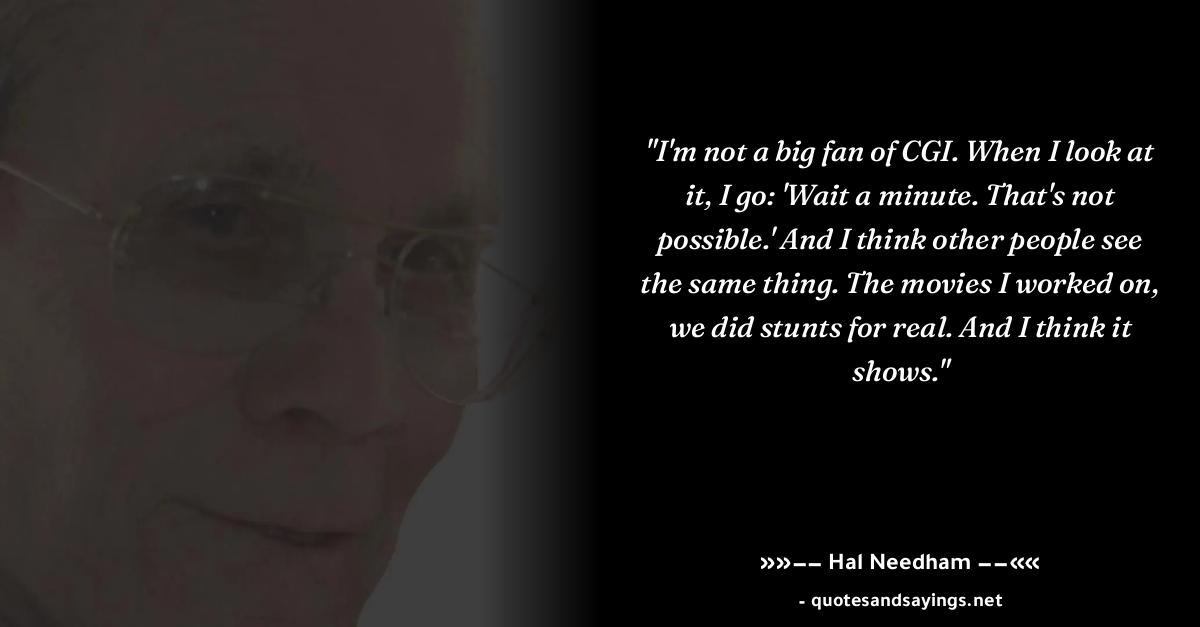 "I'm not a big fan of CGI. When I look at
it, I go: 'Wait a minute. That's not
possible.' And I think other people see
the same thing. The movies I worked on,
we did stunts for real. And I think it
shows."
»»−− Hal Needham −−««
- quotesandsayings.net